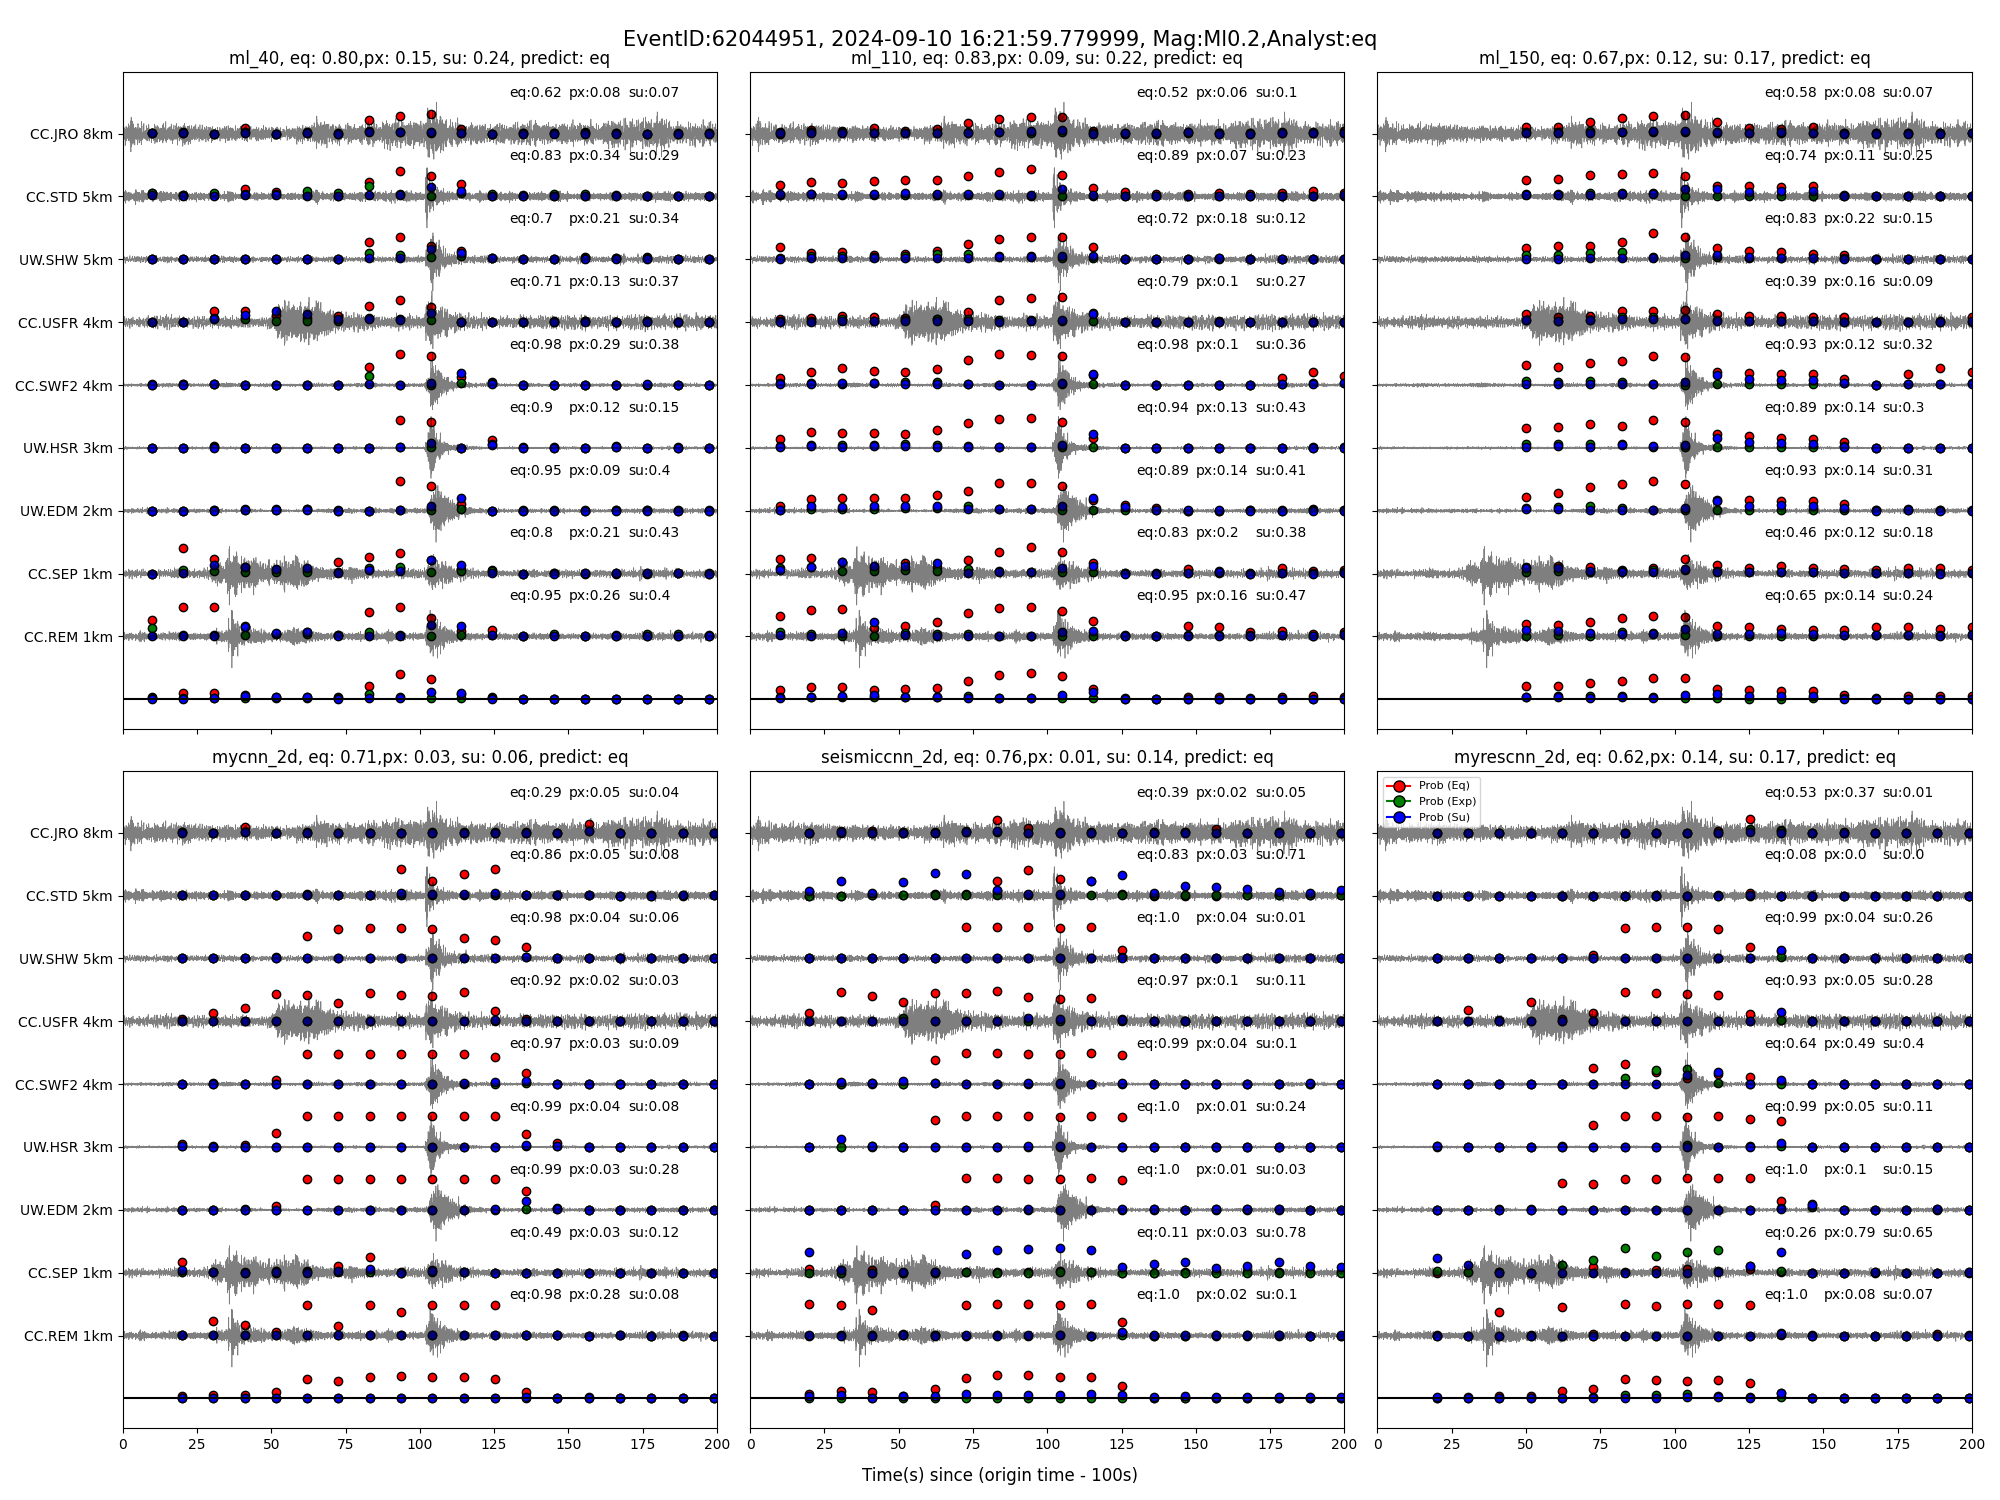 EventID:62044951, 2024-09-10 16:21:59.779999, Mag:Ml0.2,Analyst:eq
ml_40, eq: 0.80,px: 0.15, su: 0.24, predict: eq
CC.JRO 8km
eq:0.62 px:0.08 su:0.07
CC.STD 5km
eq:0.83 px:0.34 su:0.29
UW.SHW 5km
eq:0.7 px:0.21 su:0.34
CC.USFR 4km
eq:0.71 px:0.13 su:0.37
CC.SWF2 4km
eq:0.98 px:0.29 su:0.38
UW.HSR 3km
eq:0.9 px:0.12 su:0.15
UW.EDM 2km
eq:0.95 px:0.09 su:0.4
CC.SEP 1km
eq:0.8 px:0.21 su:0.43
CC.REM 1km
eq:0.95 px:0.26 su:0.4
ml_110, eq: 0.83,px: 0.09, su: 0.22, predict: eq
eq:0.52 px:0.06 su:0.1
eq:0.89 px:0.07 su:0.23
eq:0.72 px:0.18 su:0.12
eq:0.79 px:0.1 su:0.27
eq:0.98 px:0.1 su:0.36
eq:0.94 px:0.13 su:0.43
eq:0.89 px:0.14 su:0.41
eq:0.83 px:0.2 su:0.38
eq:0.95 px:0.16 su:0.47
ml_150, eq: 0.67,px: 0.12, su: 0.17, predict: eq
eq:0.58 px:0.08 su:0.07
eq:0.74 px:0.11 su:0.25
eq:0.83 px:0.22 su:0.15
eq:0.39 px:0.16 su:0.09
eq:0.93 px:0.12 su:0.32
eq:0.89 px:0.14 su:0.3
eq:0.93 px:0.14 su:0.31
eq:0.46 px:0.12 su:0.18
eq:0.65 px:0.14 su:0.24
mycnn_2d, eq: 0.71,px: 0.03, su: 0.06, predict: eq
CC.JRO 8km
eq:0.29 px:0.05 su:0.04
CC.STD 5km
eq:0.86 px:0.05 su:0.08
UW.SHW 5km
eq:0.98 px:0.04 su:0.06
CC.USFR 4km
eq:0.92 px:0.02 su:0.03
CC.SWF2 4km
eq:0.97 px:0.03 su:0.09
UW.HSR 3km
eq:0.99 px:0.04 su:0.08
UW.EDM 2km
eq:0.99 px:0.03 su:0.28
CC.SEP 1km
eq:0.49 px:0.03 su:0.12
CC.REM 1km
eq:0.98 px:0.28 su:0.08
0 25 50 75 100 125 150 175 200
seismiccnn_2d, eq: 0.76,px: 0.01, su: 0.14, predict: eq
eq:0.39 px:0.02 su:0.05
eq:0.83 px:0.03 su:0.71
eq:1.0 px:0.04 su:0.01
eq:0.97 px:0.1 su:0.11
eq:0.99 px:0.04 su:0.1
eq:1.0 px:0.01 su:0.24
eq:1.0 px:0.01 su:0.03
eq:0.11 px:0.03 su:0.78
eq:1.0 px:0.02 su:0.1
0 25 50 75 100 125 150 175 200
myrescnn_2d, eq: 0.62,px: 0.14, su: 0.17, predict: eq
Prob (Eq)
Prob (Exp)
Prob (Su)
eq:0.53 px:0.37 su:0.01
eq:0.08 px:0.0 su:0.0
eq:0.99 px:0.04 su:0.26
eq:0.93 px:0.05 su:0.28
eq:0.64 px:0.49 su:0.4
eq:0.99 px:0.05 su:0.11
eq:1.0 px:0.1 su:0.15
eq:0.26 px:0.79 su:0.65
eq:1.0 px:0.08 su:0.07
0 25 50 75 100 125 150 175 200
Time(s) since (origin time - 100s)